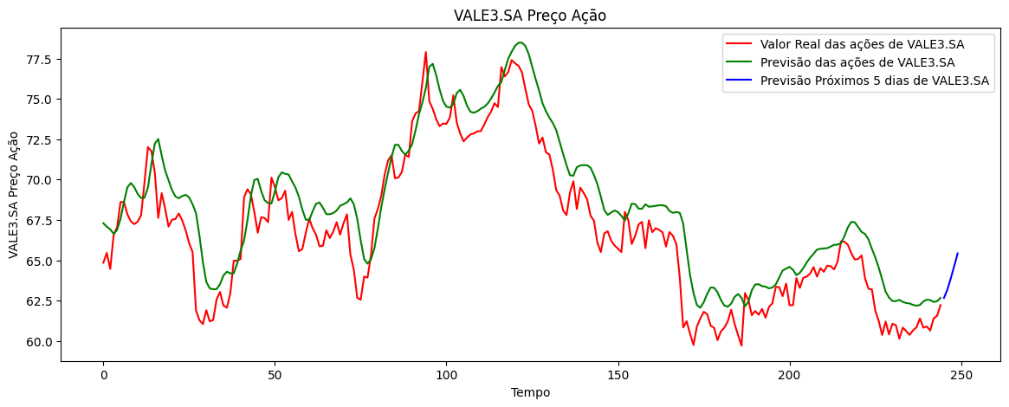 VALE3.SA Preço Ação
Valor Real das ações de VALE3.SA
Previsão das ações de VALE3.SA
Previsão Próximos 5 dias de VALE3.SA
VALE3.SA Preço Ação
77.5
75.0
72.5
70.0
67.5
65.0
62.5
60.0
0 50 100 150 200 250
Tempo